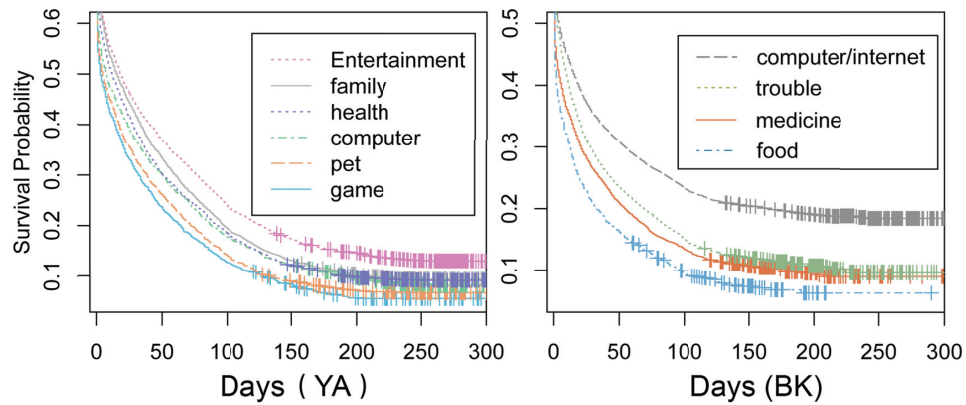 0.6
0.5
0.4
0.3
0.2
0.1
Survival Probability
Entertainment
family
health
computer
pet
game
0 50 100 150 200 250 300
Days ( YA )
0.5
0.4
0.3
0.2
0.1
computer/internet
trouble
medicine
food
0 50 100 150 200 250 300
Days (BK)